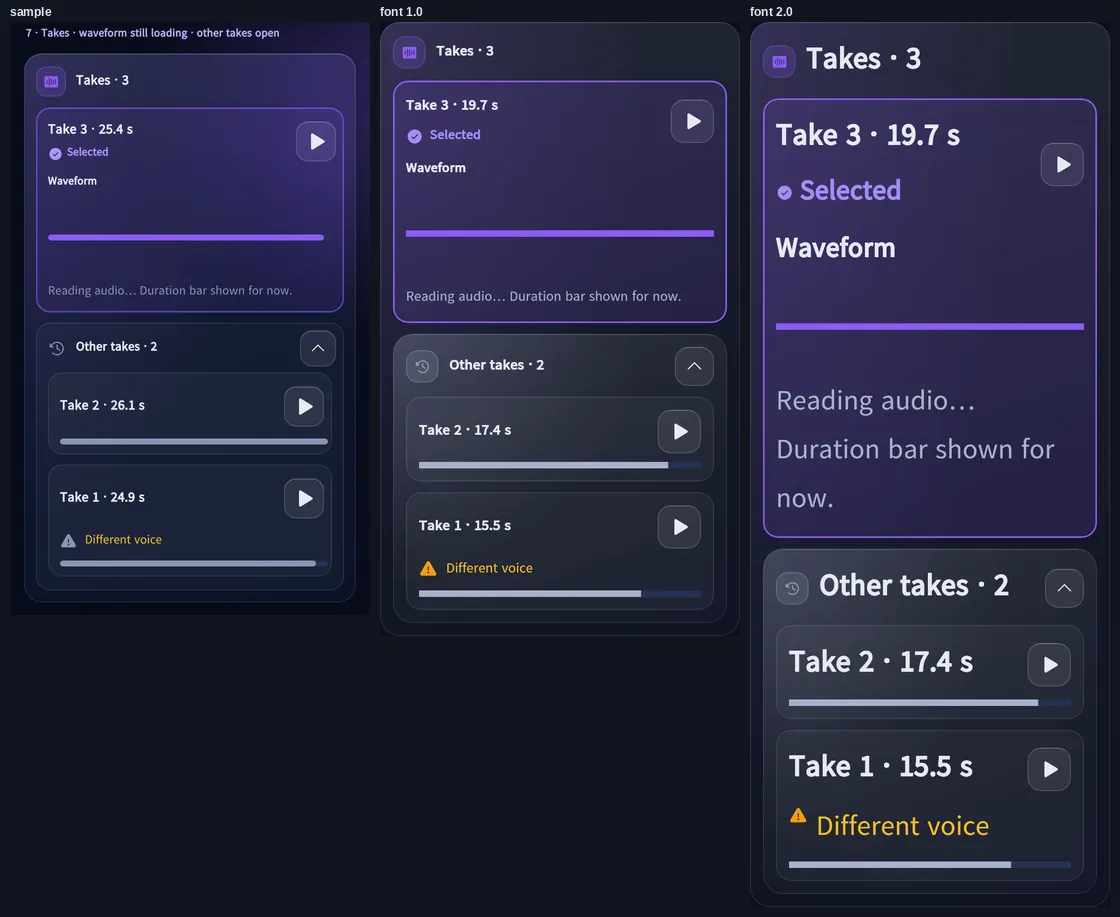 sample
7 · Takes · waveform still loading · other takes open
Takes · 3
Take 3 · 25.4 s
Selected
Waveform
Reading audio… Duration bar shown for now.
Other takes · 2
Take 2 · 26.1 s
Take 1 · 24.9 s
Different voice
font 1.0
Takes · 3
Take 3 · 19.7 s
Selected
Waveform
Reading audio… Duration bar shown for now.
Other takes · 2
Take 2 · 17.4 s
Take 1 · 15.5 s
Different voice
font 2.0
Takes · 3
Take 3 · 19.7 s
Selected
Waveform
Reading audio…
Duration bar shown for
now.
Other takes · 2
Take 2 · 17.4 s
Take 1 · 15.5 s
Different voice